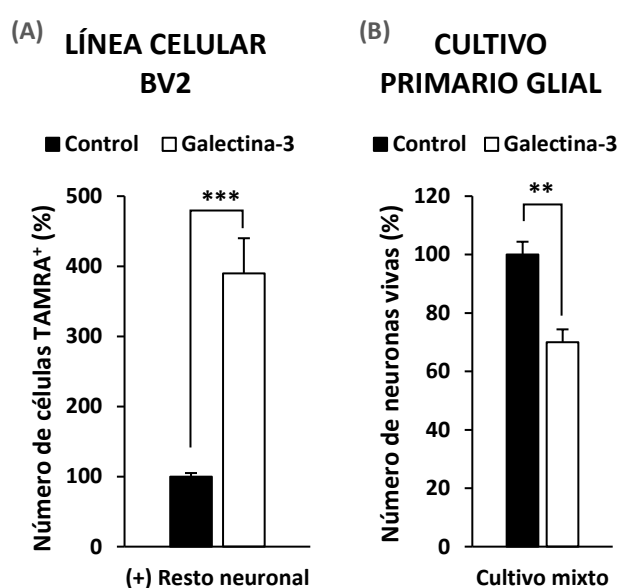 (A)
LÍNEA CELULAR
BV2
Control Galectina-3
Número de células TAMRA⁺ (%)
500
400
300
200
100
0
***
(+) Resto neuronal
(B)
CULTIVO
PRIMARIO GLIAL
Control Galectina-3
Número de neuronas vivas (%)
120
100
80
60
40
20
0
**
Cultivo mixto